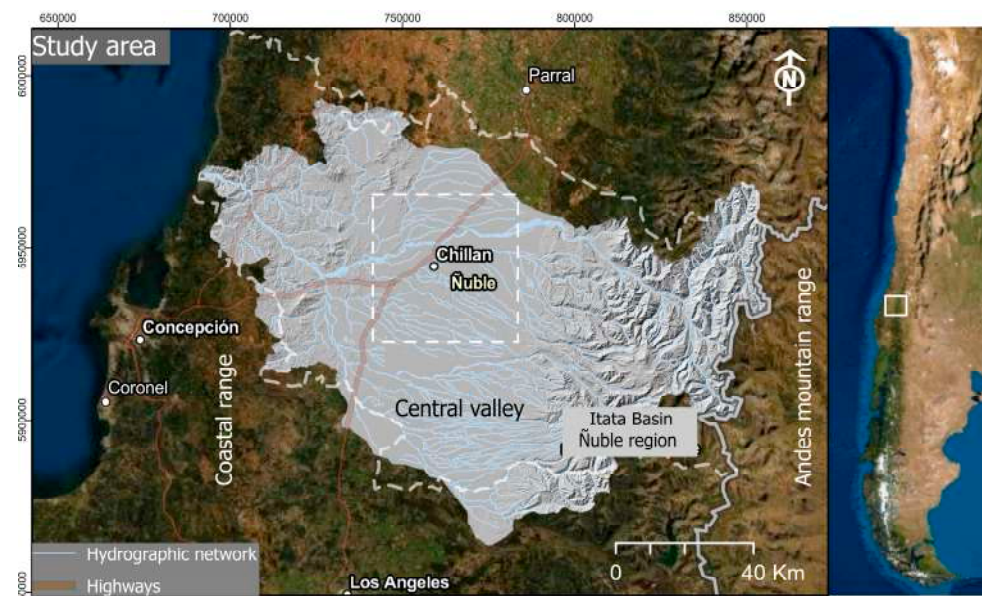 650000
700000
750000
800000
850000
Study area
6000000
Parral
N
5950000
Chillan
Ñuble
Concepción
Coronel
Coastal range
Central valley
Itata Basin
Ñuble region
Andes mountain range
5900000
Hydrographic network
Highways
Los Angeles
0
40 Km